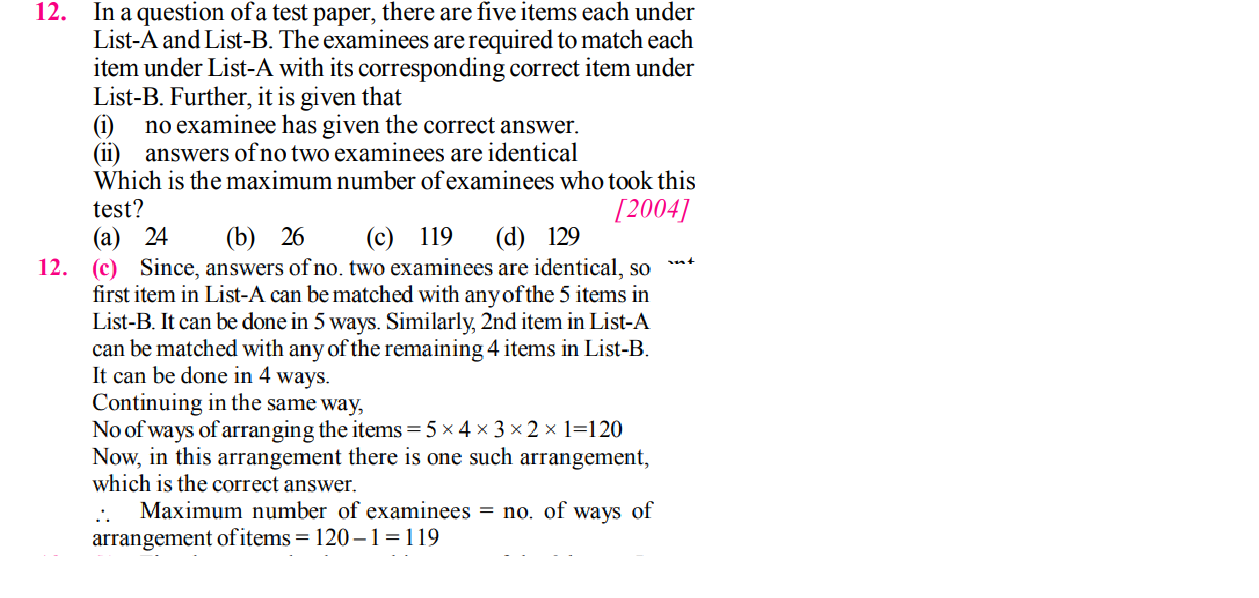 12. In a question of a test paper, there are five items each under
List-A and List-B. The examinees are required to match each
item under List-A with its corresponding correct item under
List-B. Further, it is given that
(i) no examinee has given the correct answer.
(ii) answers of no two examinees are identical
Which is the maximum number of examinees who took this
test? [2004]
(a) 24 (b) 26 (c) 119 (d) 129
12. (c) Since, answers of no. two examinees are identical, so
first item in List-A can be matched with any of the 5 items in
List-B. It can be done in 5 ways. Similarly, 2nd item in List-A
can be matched with any of the remaining 4 items in List-B.
It can be done in 4 ways.
Continuing in the same way,
No of ways of arranging the items = 5 × 4 × 3 × 2 × 1=120
Now, in this arrangement there is one such arrangement,
which is the correct answer.
∴ Maximum number of examinees = no. of ways of
arrangement of items = 120 – 1 = 119